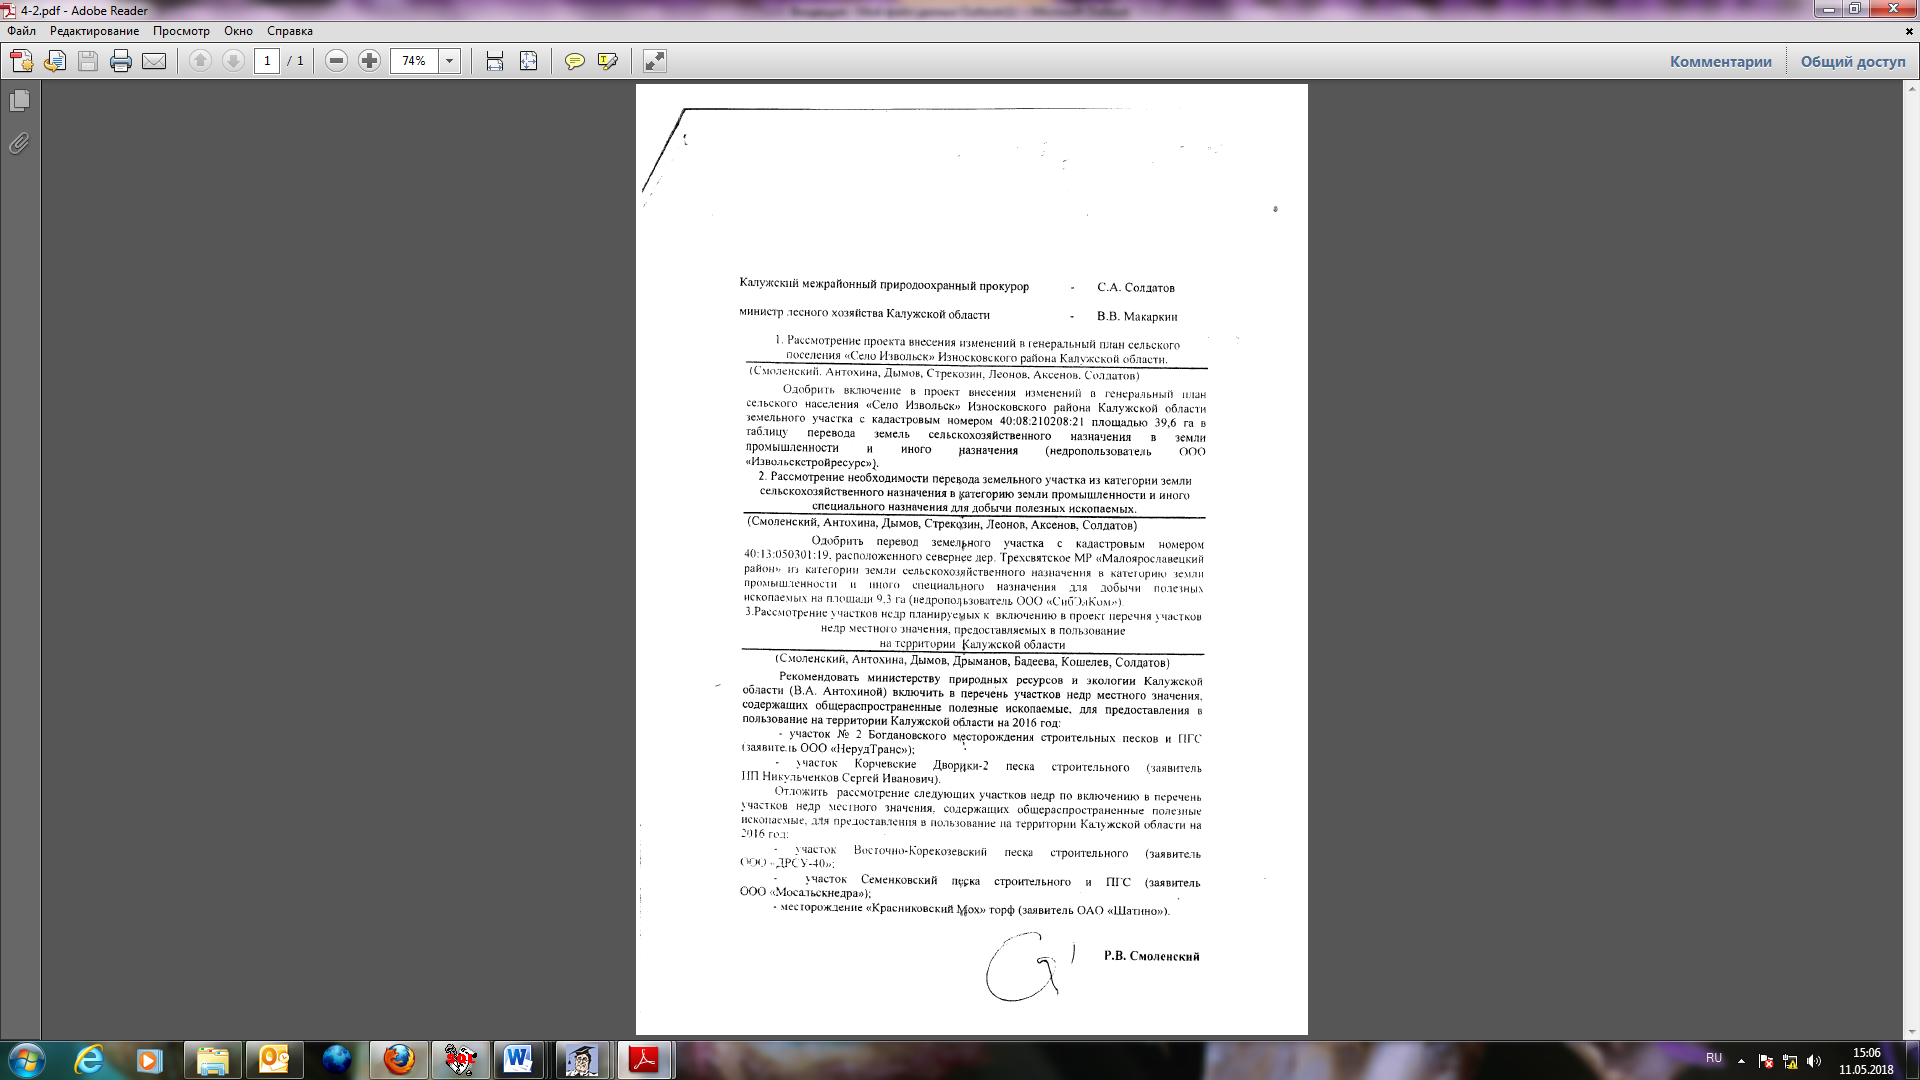 4-2.pdf - Adobe Reader
Файл Редактирование Просмотр Окно Справка
1 / 1 74% Комментарии Общий доступ
Калужский межрайонный природоохранный прокурор - С.А. Солдатов
министр лесного хозяйства Калужской области - В.В. Макаркин
1. Рассмотрение проекта внесения изменений в генеральный план сельского
поселения «Село Извольск» Износковского района Калужской области.
(Смоленский, Антохина, Дымов, Стрекозин, Леонов, Аксенов, Солдатов)
Одобрить включение в проект внесения изменений в генеральный план
сельского населения «Село Извольск» Износковского района Калужской области
земельного участка с кадастровым номером 40:08:210208:21 площадью 39,6 га в
таблицу перевода земель сельскохозяйственного назначения в земли
промышленности и иного назначения (недропользователь ООО
«Извольскстройресурс»).
2. Рассмотрение необходимости перевода земельного участка из категории земли
сельскохозяйственного назначения в категорию земли промышленности и иного
специального назначения для добычи полезных ископаемых.
(Смоленский, Антохина, Дымов, Стрекозин, Леонов, Аксенов, Солдатов)
Одобрить перевод земельного участка с кадастровым номером
40:13:050301:19, расположенного севернее дер. Трехсвятское МР «Малоярославецкий
район» из категории земли сельскохозяйственного назначения в категорию земли
промышленности и иного специального назначения для добычи полезных
ископаемых на площади 9,3 га (недропользователь ООО «СибЭлКом»).
3.Рассмотрение участков недр планируемых к включению в проект перечня участков
недр местного значения, предоставляемых в пользование
на территории Калужской области
(Смоленский, Антохина, Дымов, Дрыманов, Бадеева, Кошелев, Солдатов)
Рекомендовать министерству природных ресурсов и экологии Калужской
области (В.А. Антохиной) включить в перечень участков недр местного значения,
содержащих общераспространенные полезные ископаемые, для предоставления в
пользование на территории Калужской области на 2016 год:
- участок № 2 Богдановского месторождения строительных песков и ПГС
(заявитель ООО «НерудТранс»);
- участок Корчевские Дворики-2 песка строительного (заявитель
ИП Никульченков Сергей Иванович).
Отложить рассмотрение следующих участков недр по включению в перечень
участков недр местного значения, содержащих общераспространенные полезные
ископаемые, для предоставления в пользование на территории Калужской области на
2016 год:
- участок Восточно-Корекозевский песка строительного (заявитель
ООО «ДРСУ-40»;
- участок Семенковский песка строительного и ПГС (заявитель
ООО «Мосальскнедра»);
- месторождение «Красниковский Мох» торф (заявитель ОАО «Шатино»).
Р.В. Смоленский
RU 15:06
11.05.2018